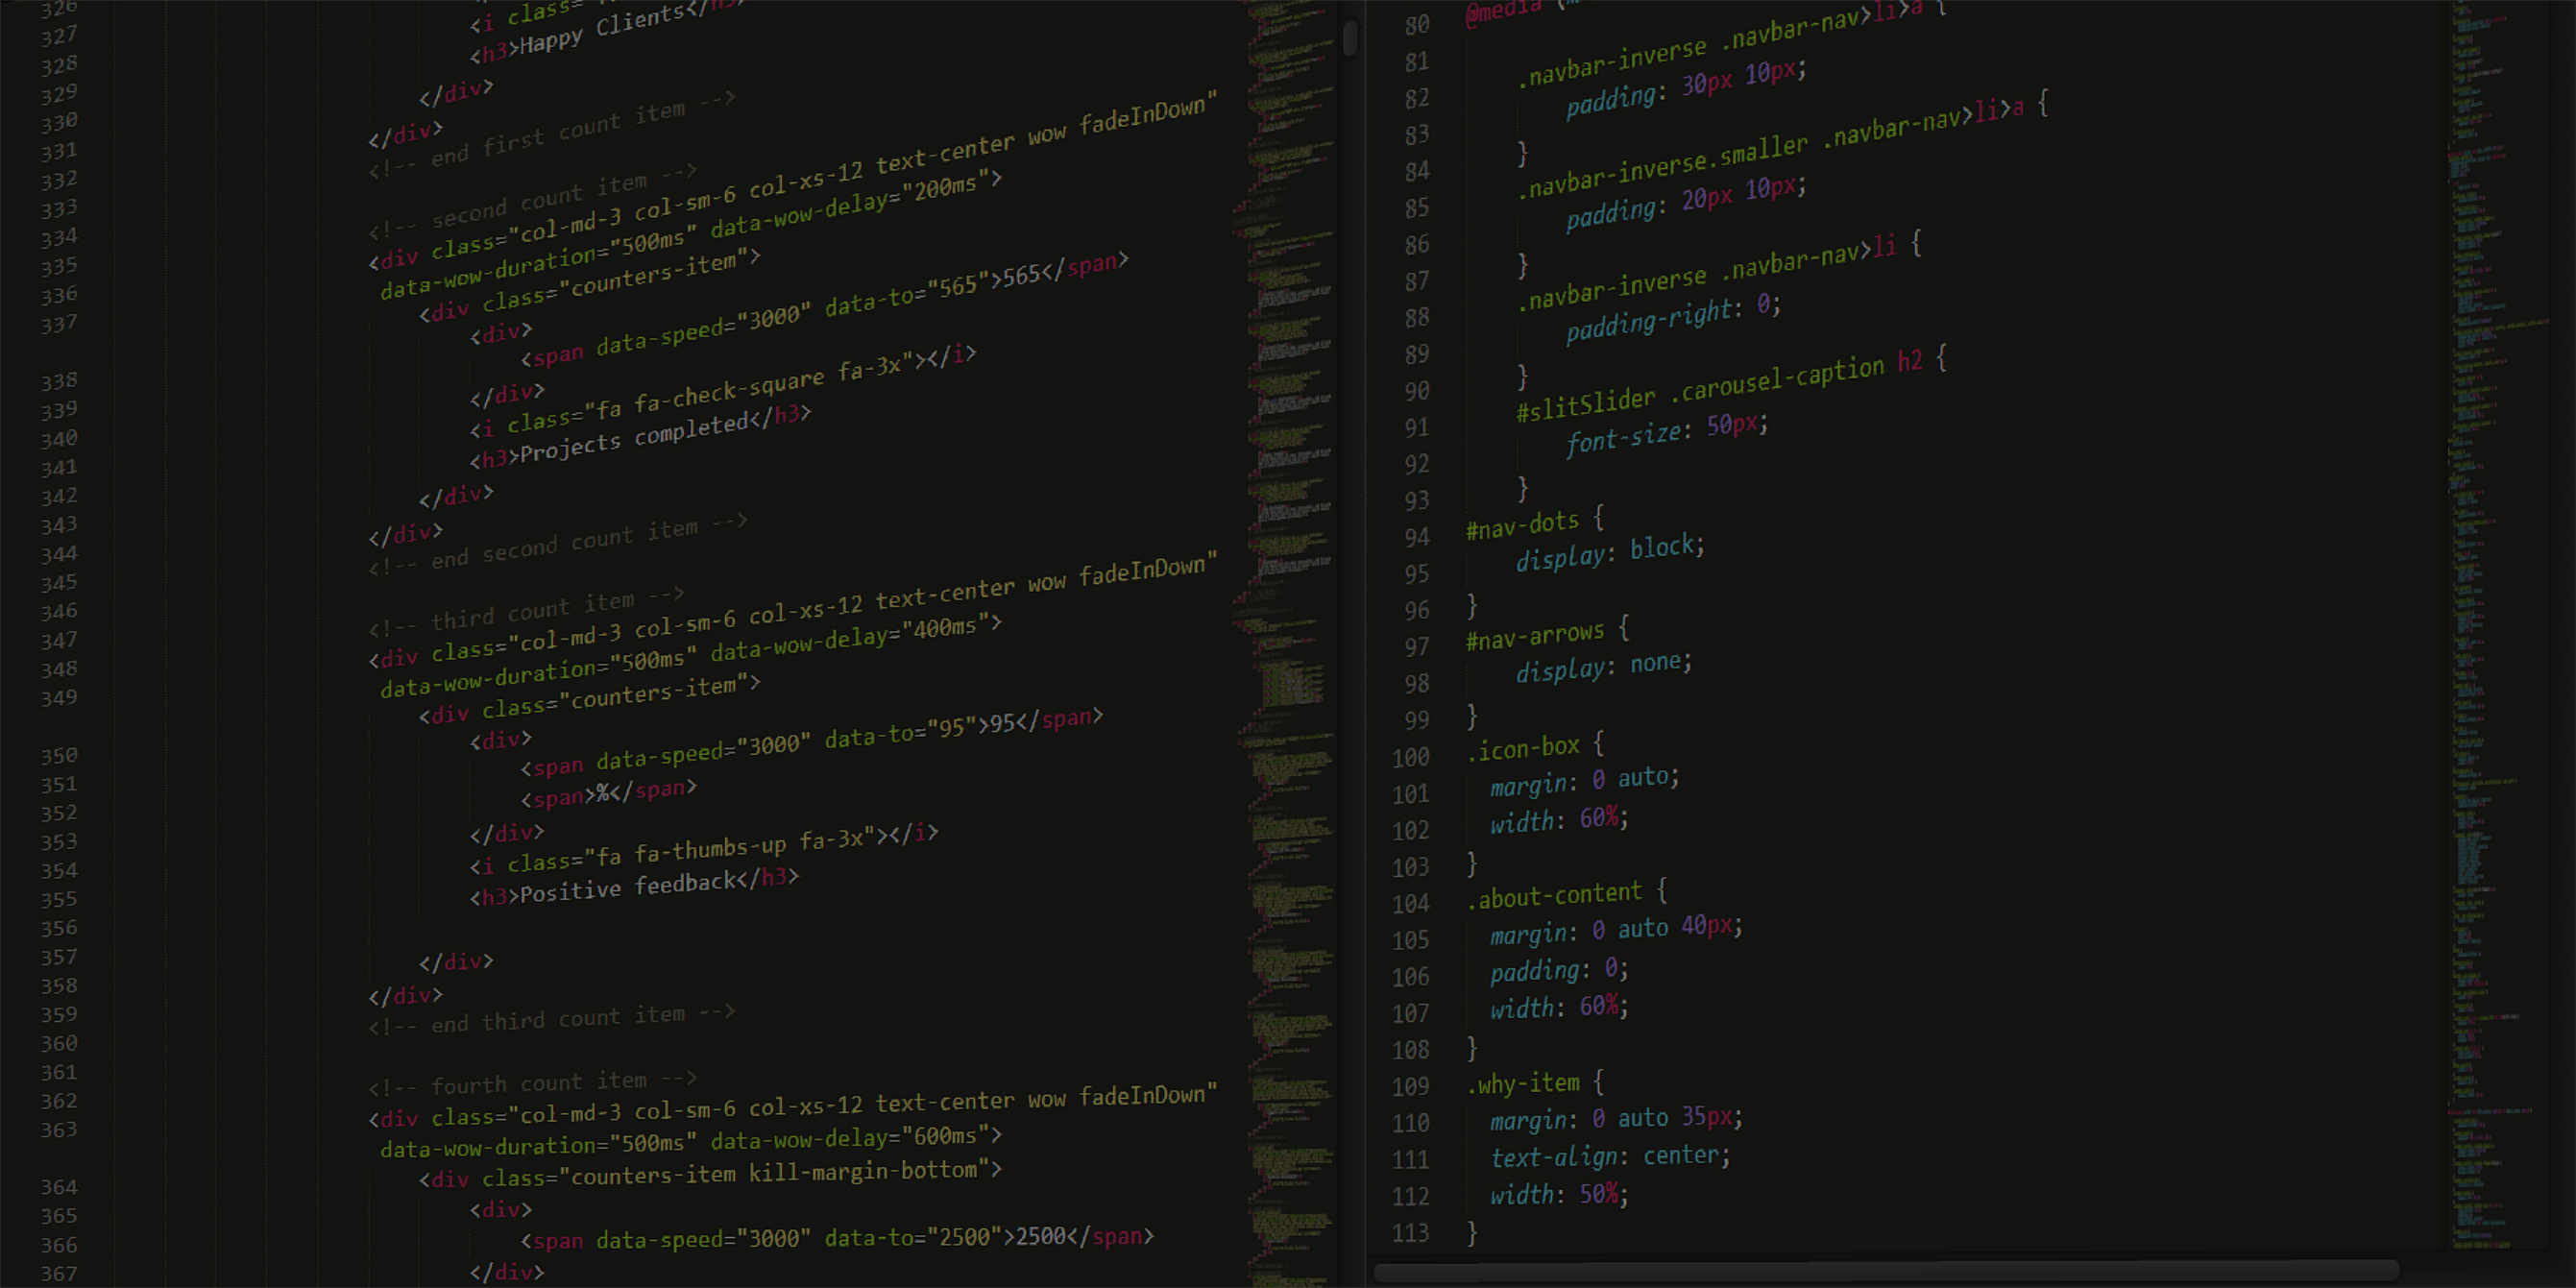 326
327
328
329
330
331
332
333
334
335
336
337
338
339
340
341
342
343
344
345
346
347
348
349
350
351
352
353
354
355
356
357
358
359
360
361
362
363
364
365
366
367
<i class=
<h3>Happy Clients</h3>
</div>
</div>
<!-- end first count item -->
<!-- second count item -->
<div class="col-md-3 col-sm-6 col-xs-12 text-center wow fadeInDown"
data-wow-duration="500ms" data-wow-delay="200ms">
<div class="counters-item">
<div>
<span data-speed="3000" data-to="565">565</span>
</div>
<i class="fa fa-check-square fa-3x"></i>
<h3>Projects completed</h3>
</div>
</div>
<!-- end second count item -->
<!-- third count item -->
<div class="col-md-3 col-sm-6 col-xs-12 text-center wow fadeInDown"
data-wow-duration="500ms" data-wow-delay="400ms">
<div class="counters-item">
<div>
<span data-speed="3000" data-to="95">95</span>
<span>%</span>
</div>
<i class="fa fa-thumbs-up fa-3x"></i>
<h3>Positive feedback</h3>
</div>
</div>
<!-- end third count item -->
<!-- fourth count item -->
<div class="col-md-3 col-sm-6 col-xs-12 text-center wow fadeInDown"
data-wow-duration="500ms" data-wow-delay="600ms">
<div class="counters-item kill-margin-bottom">
<div>
<span data-speed="3000" data-to="2500">2500</span>
</div>
80
81
82
83
84
85
86
87
88
89
90
91
92
93
94
95
96
97
98
99
100
101
102
103
104
105
106
107
108
109
110
111
112
113
@media
.navbar-inverse .navbar-nav>li>a {
padding: 30px 10px;
}
.navbar-inverse.smaller .navbar-nav>li>a {
padding: 20px 10px;
}
.navbar-inverse .navbar-nav>li {
padding-right: 0;
}
#slitSlider .carousel-caption h2 {
font-size: 50px;
}
#nav-dots {
display: block;
}
#nav-arrows {
display: none;
}
.icon-box {
margin: 0 auto;
width: 60%;
}
.about-content {
margin: 0 auto 40px;
padding: 0;
width: 60%;
}
.why-item {
margin: 0 auto 35px;
text-align: center;
width: 50%;
}